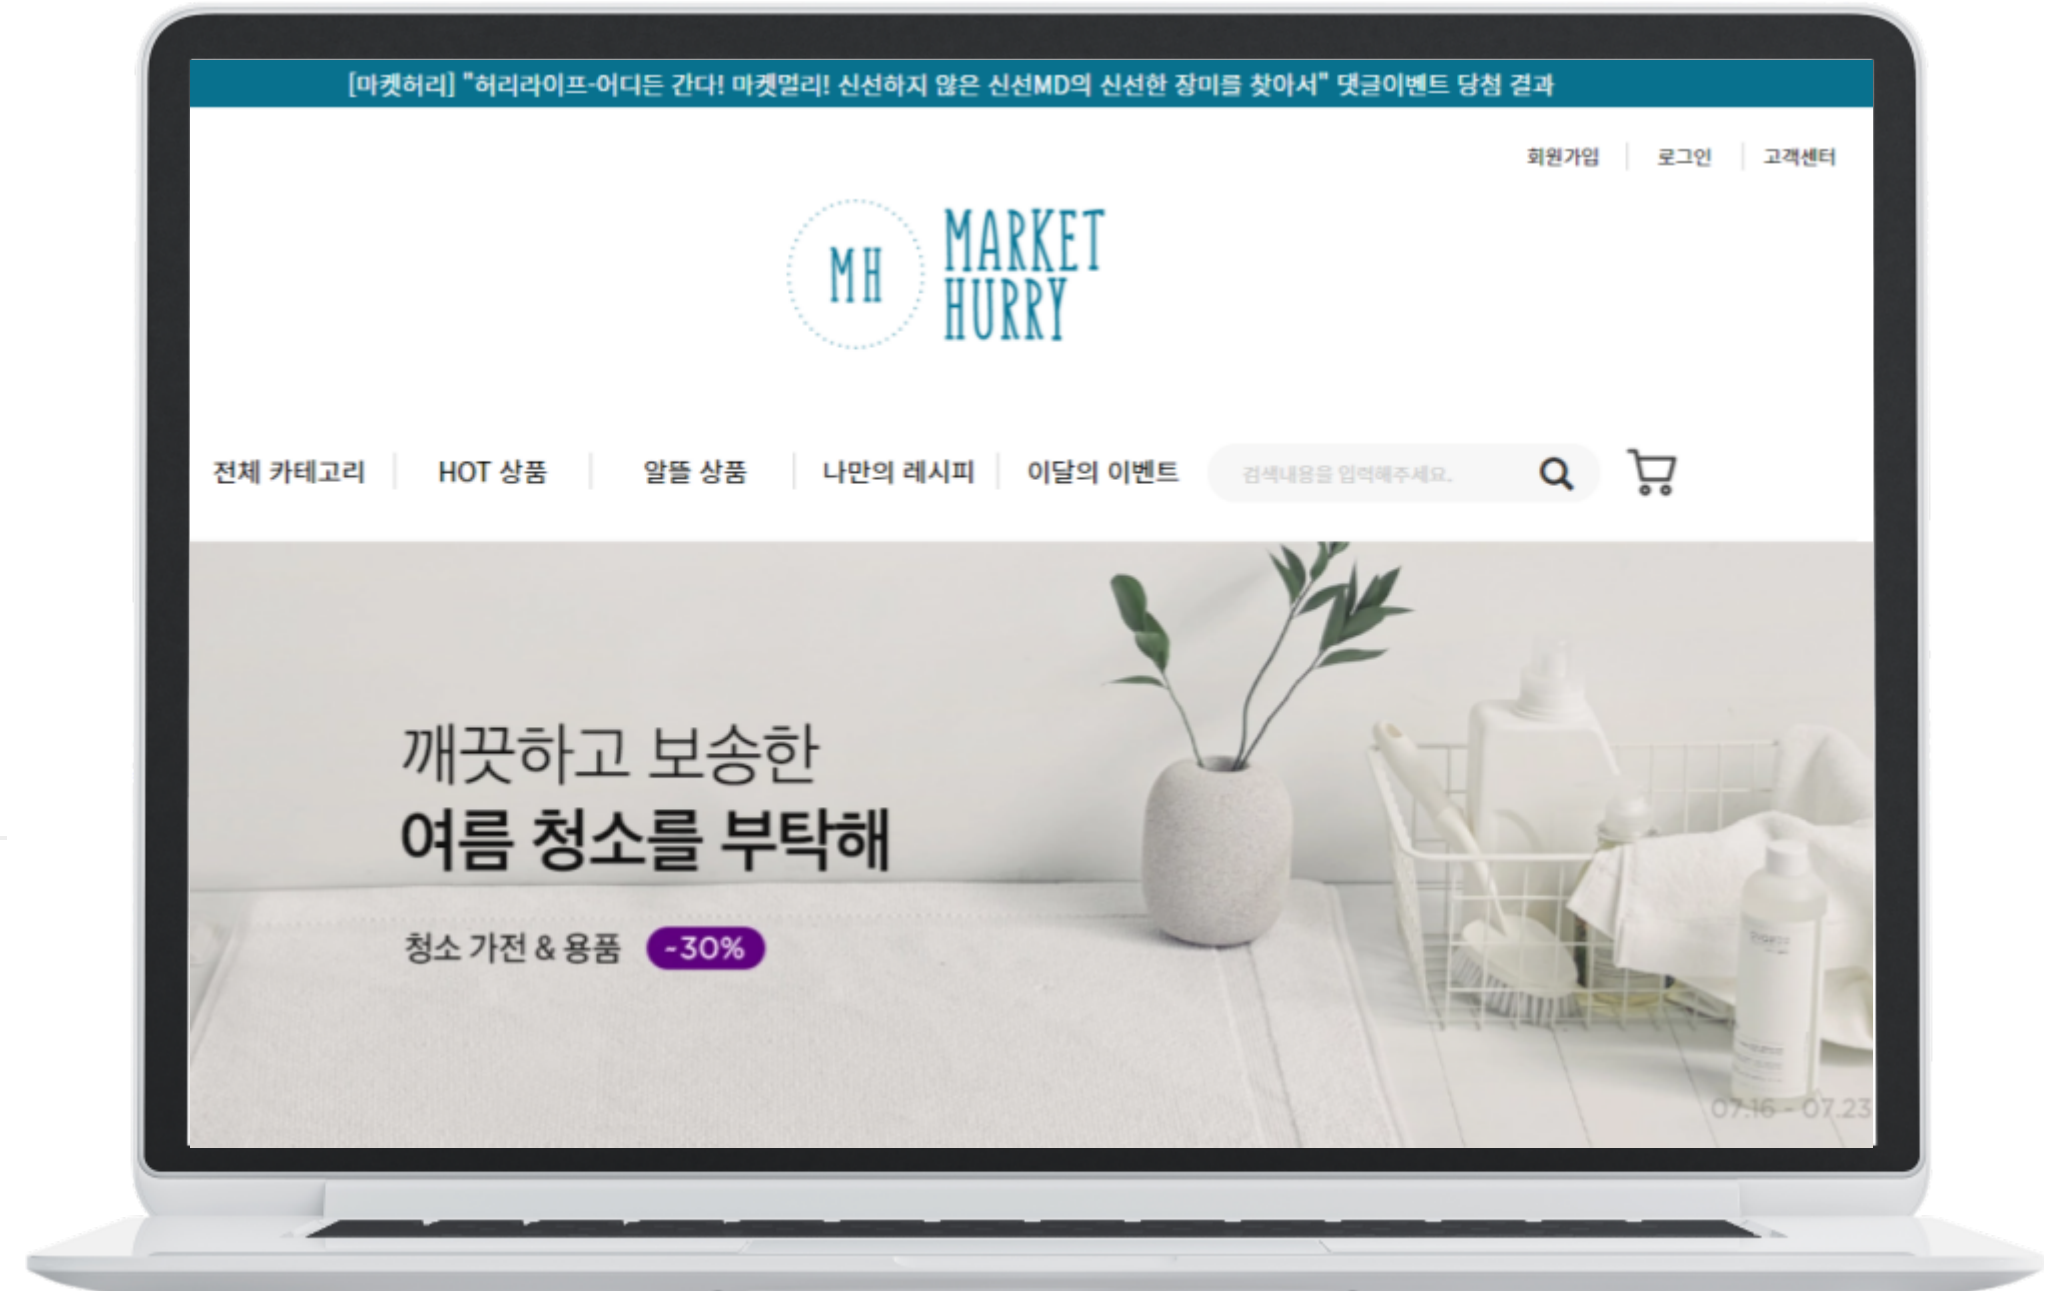 [마켓허리] "허리라이프-어디든 간다! 마켓멀리! 신선하지 않은 신선MD의 신선한 장미를 찾아서" 댓글이벤트 당첨 결과
회원가입 로그인 고객센터
MH
MARKET
HURRY
전체 카테고리 HOT 상품 알뜰 상품 나만의 레시피 이달의 이벤트 검색내용을 입력해주세요.
깨끗하고 보송한
여름 청소를 부탁해
청소 가전 & 용품 ~30%
07.16 - 07.23